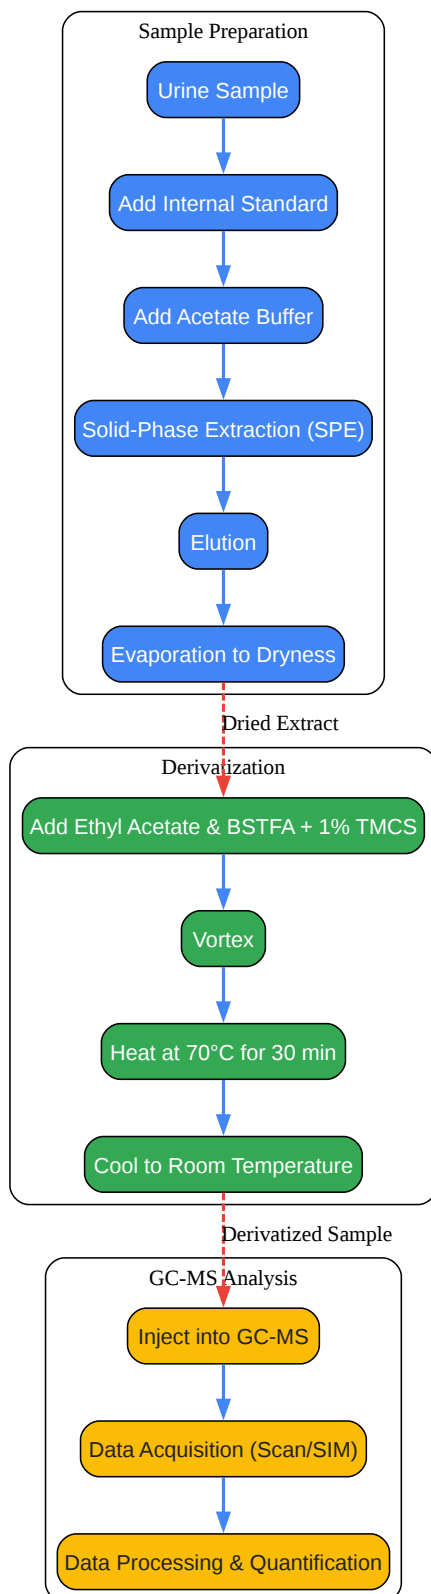 Sample Preparation
Urine Sample
Add Internal Standard
Add Acetate Buffer
Solid-Phase Extraction (SPE)
Elution
Evaporation to Dryness
Dried Extract
Derivatization
Add Ethyl Acetate & BSTFA + 1% TMCS
Vortex
Heat at 70°C for 30 min
Cool to Room Temperature
Derivatized Sample
GC-MS Analysis
Inject into GC-MS
Data Acquisition (Scan/SIM)
Data Processing & Quantification